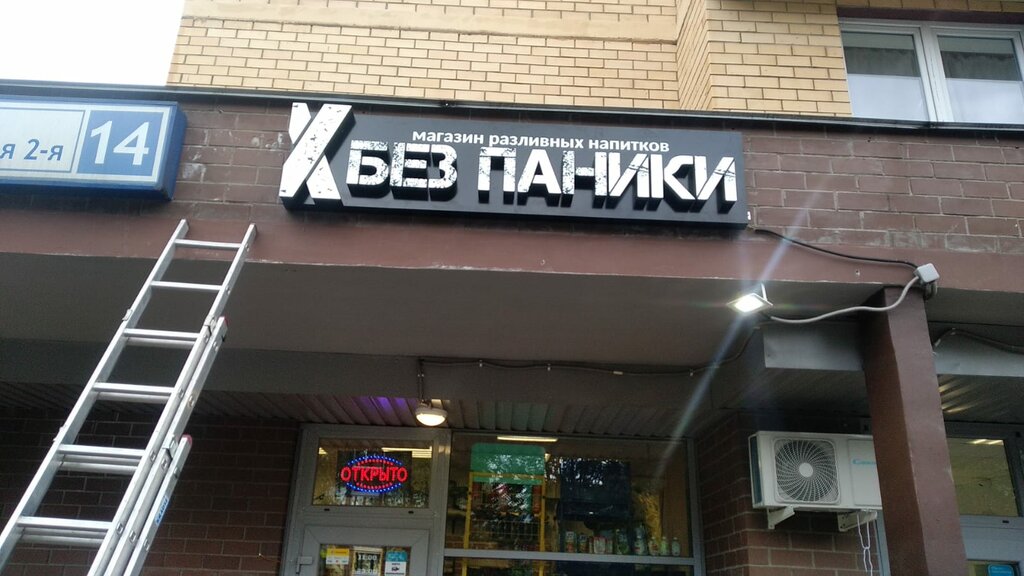 я 2-я
14
магазин разливных напитков
Х БЕЗ ПАНИКИ
ОТКРЫТО